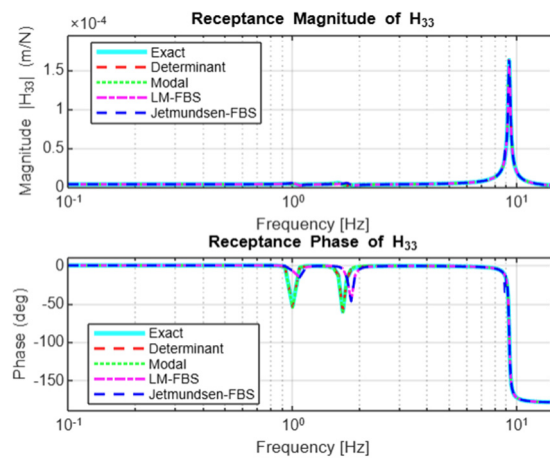 Receptance Magnitude of H₃₃
×10⁻⁴
Magnitude |H₃₃| (m/N)
1.5
1
0.5
0
Exact
Determinant
Modal
LM-FBS
Jetmundsen-FBS
10⁻¹ 10⁰ 10¹
Frequency [Hz]
Receptance Phase of H₃₃
Phase (deg)
0
-50
-100
-150
Exact
Determinant
Modal
LM-FBS
Jetmundsen-FBS
10⁻¹ 10⁰ 10¹
Frequency [Hz]